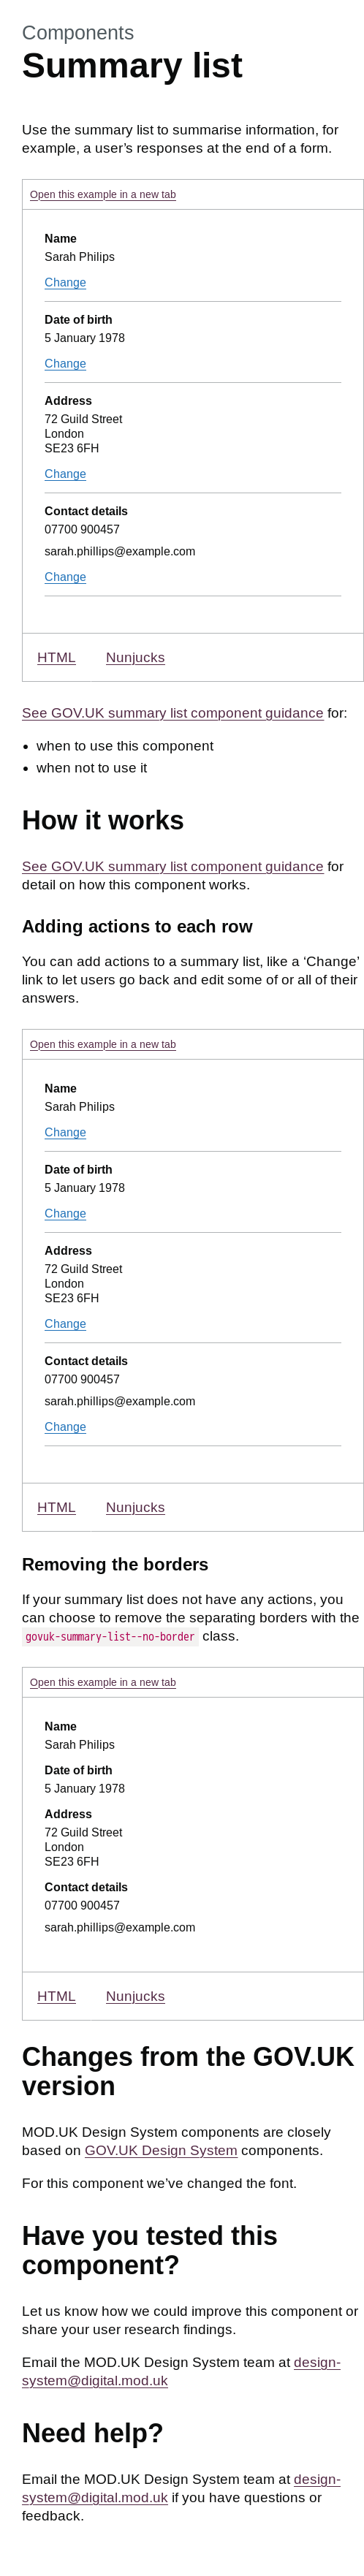 Components
Summary list
Use the summary list to summarise information, for
example, a user’s responses at the end of a form.
Open this example in a new tab
Name
Sarah Philips
Change
Date of birth
5 January 1978
Change
Address
72 Guild Street
London
SE23 6FH
Change
Contact details
07700 900457
sarah.phillips@example.com
Change
HTML Nunjucks
See GOV.UK summary list component guidance for:
• when to use this component
• when not to use it
How it works
See GOV.UK summary list component guidance for
detail on how this component works.
Adding actions to each row
You can add actions to a summary list, like a ‘Change’
link to let users go back and edit some of or all of their
answers.
Open this example in a new tab
Name
Sarah Philips
Change
Date of birth
5 January 1978
Change
Address
72 Guild Street
London
SE23 6FH
Change
Contact details
07700 900457
sarah.phillips@example.com
Change
HTML Nunjucks
Removing the borders
If your summary list does not have any actions, you
can choose to remove the separating borders with the
govuk-summary-list--no-border class.
Open this example in a new tab
Name
Sarah Philips
Date of birth
5 January 1978
Address
72 Guild Street
London
SE23 6FH
Contact details
07700 900457
sarah.phillips@example.com
HTML Nunjucks
Changes from the GOV.UK
version
MOD.UK Design System components are closely
based on GOV.UK Design System components.
For this component we’ve changed the font.
Have you tested this
component?
Let us know how we could improve this component or
share your user research findings.
Email the MOD.UK Design System team at design-
system@digital.mod.uk
Need help?
Email the MOD.UK Design System team at design-
system@digital.mod.uk if you have questions or
feedback.